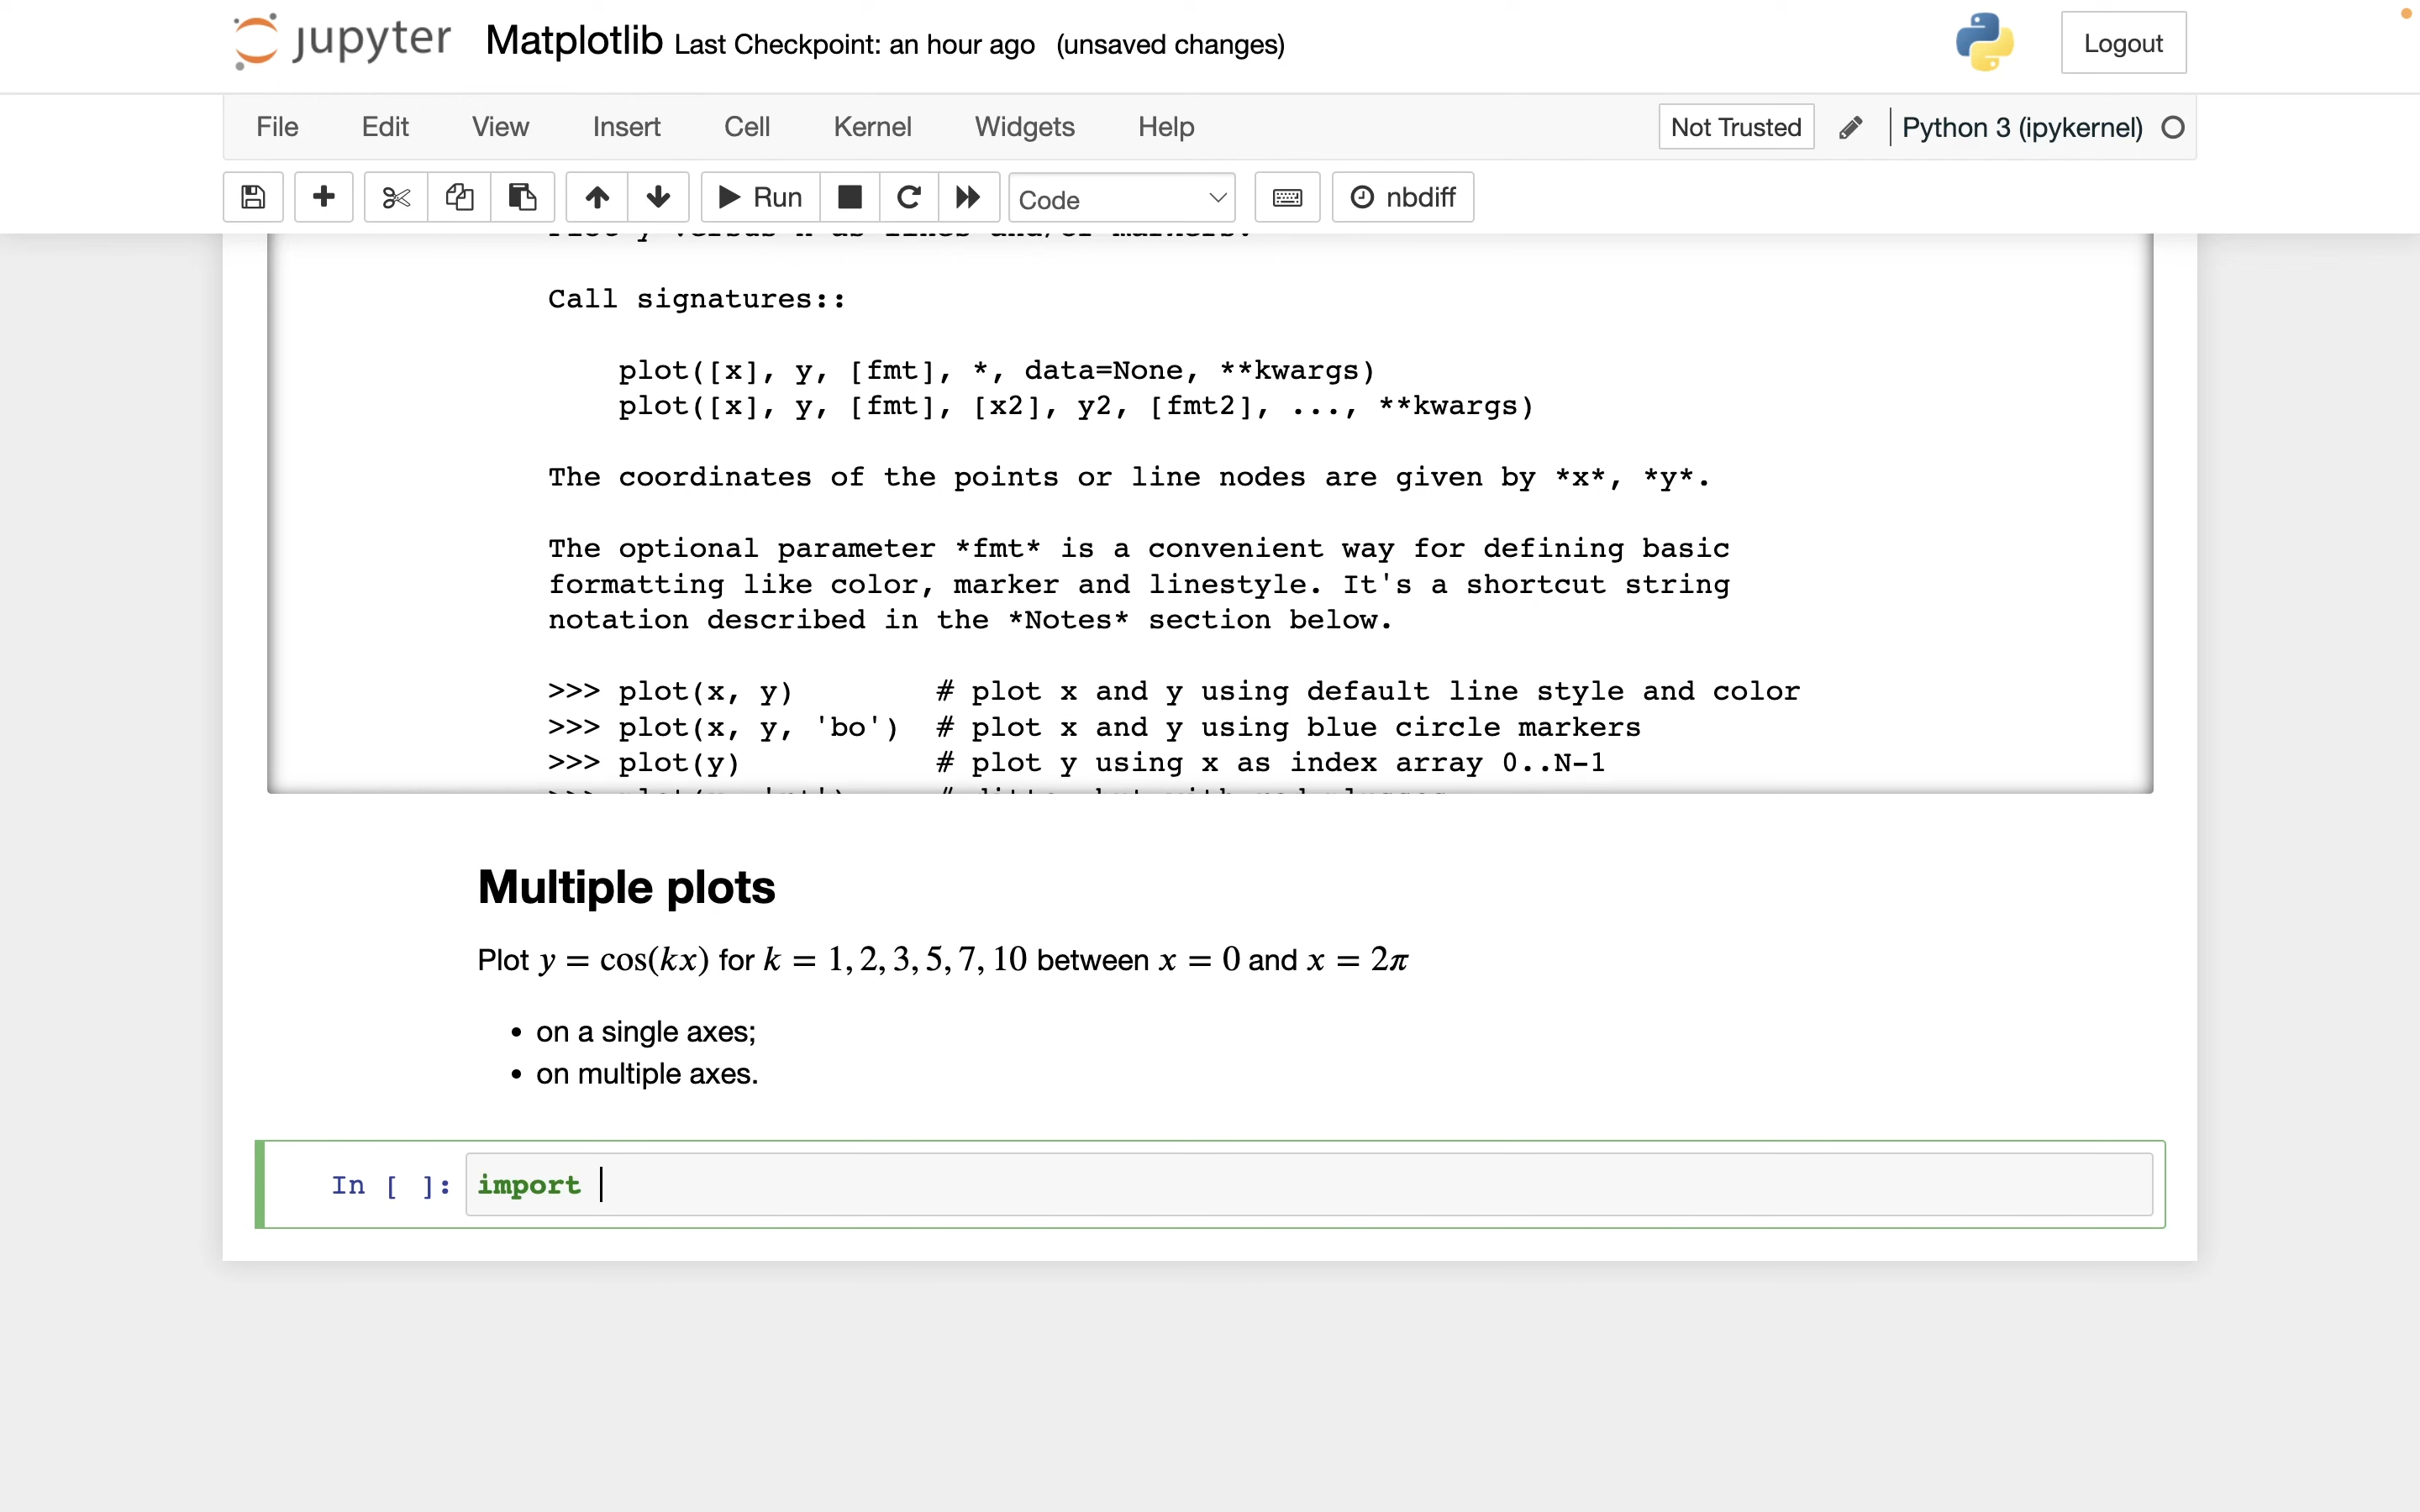 jupyter Matplotlib Last Checkpoint: an hour ago (unsaved changes) Logout
File Edit View Insert Cell Kernel Widgets Help Not Trusted Python 3 (ipykernel)
Run Code nbdiff
Call signatures::
plot([x], y, [fmt], *, data=None, **kwargs)
plot([x], y, [fmt], [x2], y2, [fmt2], ..., **kwargs)
The coordinates of the points or line nodes are given by *x*, *y*.
The optional parameter *fmt* is a convenient way for defining basic
formatting like color, marker and linestyle. It's a shortcut string
notation described in the *Notes* section below.
>>> plot(x, y)        # plot x and y using default line style and color
>>> plot(x, y, 'bo')  # plot x and y using blue circle markers
>>> plot(y)           # plot y using x as index array 0..N-1
Multiple plots
Plot y = cos(kx) for k = 1, 2, 3, 5, 7, 10 between x = 0 and x = 2π
• on a single axes;
• on multiple axes.
In [ ]: import